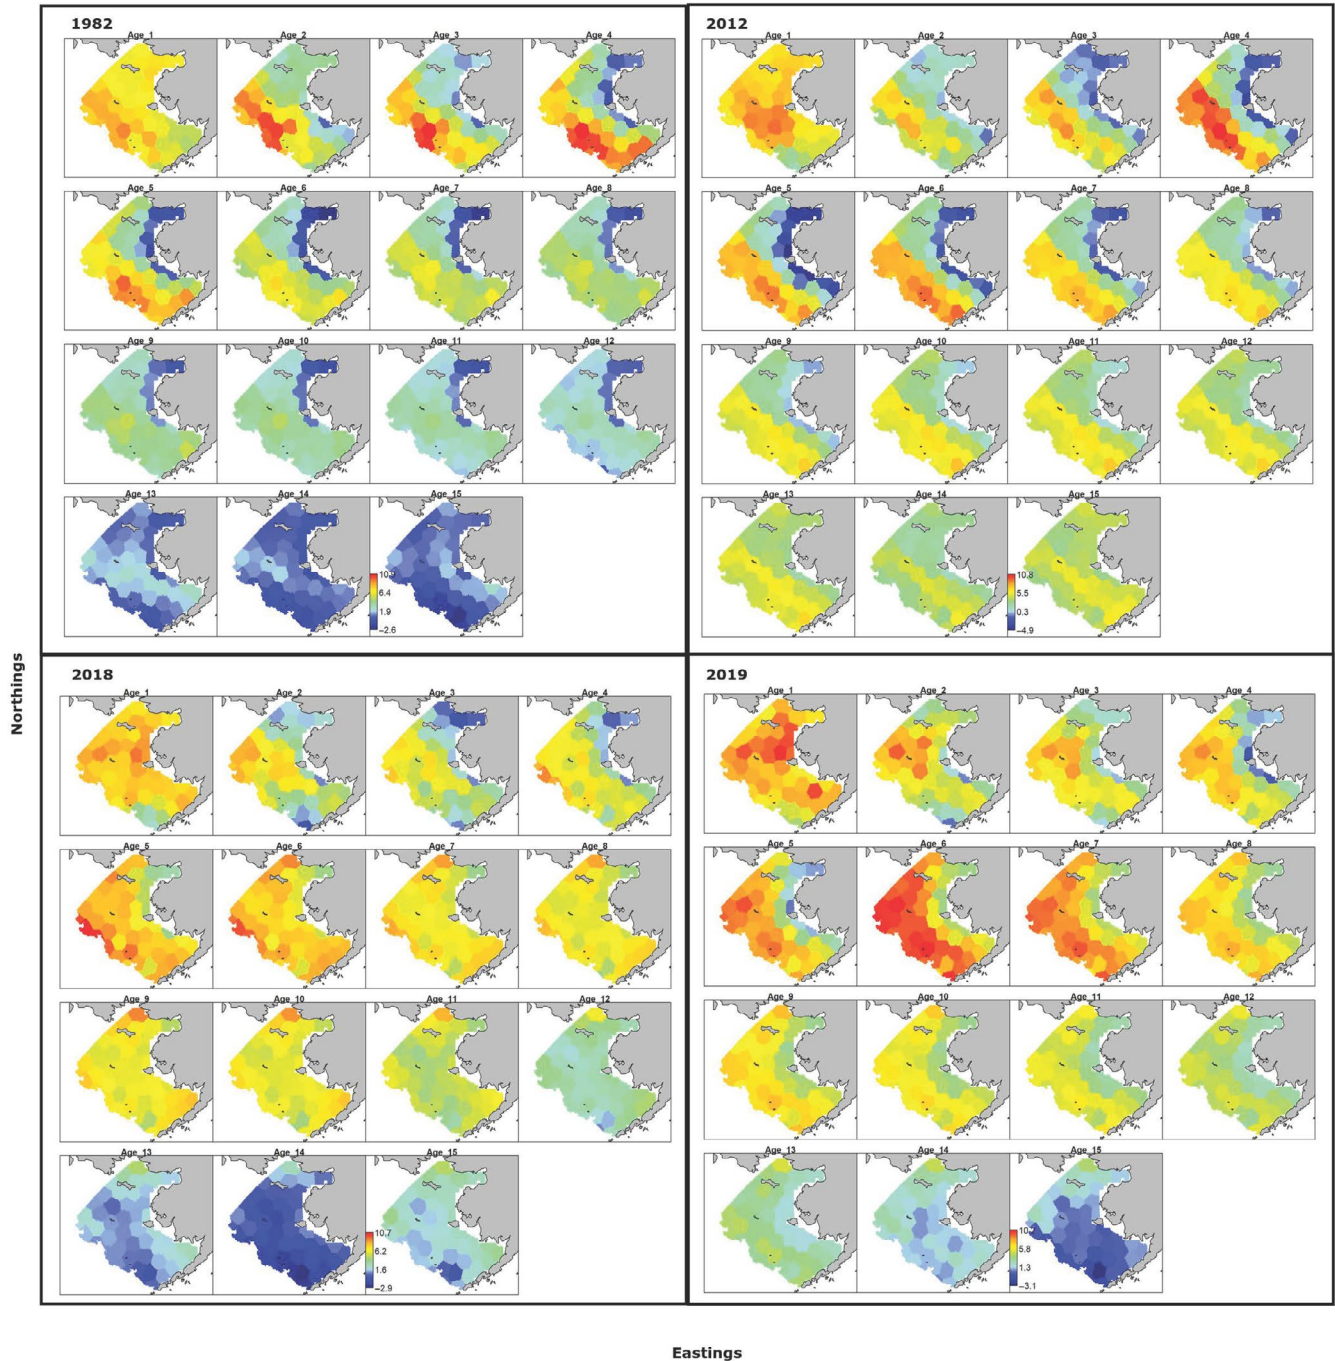 1982
Age_1 Age_2 Age_3 Age_4
Age_5 Age_6 Age_7 Age_8
Age_9 Age_10 Age_11 Age_12
Age_13 Age_14 Age_15
6.4
1.9
−2.6
2012
Age_1 Age_2 Age_3 Age_4
Age_5 Age_6 Age_7 Age_8
Age_9 Age_10 Age_11 Age_12
Age_13 Age_14 Age_15
10.8
5.5
0.3
−4.9
Northings
2018
Age_1 Age_2 Age_3 Age_4
Age_5 Age_6 Age_7 Age_8
Age_9 Age_10 Age_11 Age_12
Age_13 Age_14 Age_15
10.7
6.2
1.6
−2.9
2019
Age_1 Age_2 Age_3 Age_4
Age_5 Age_6 Age_7 Age_8
Age_9 Age_10 Age_11 Age_12
Age_13 Age_14 Age_15
5.8
1.3
−3.1
Eastings